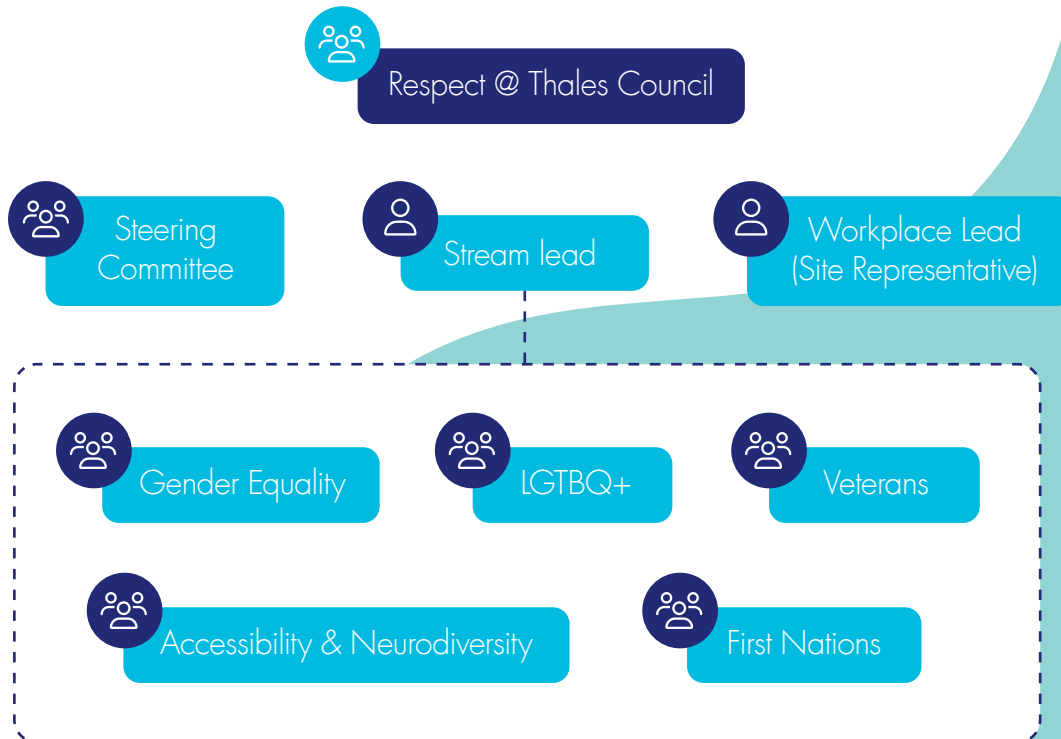 Respect @ Thales Council
Steering
Committee
Stream lead
Workplace Lead
(Site Representative)
Gender Equality
LGTBQ+
Veterans
Accessibility & Neurodiversity
First Nations